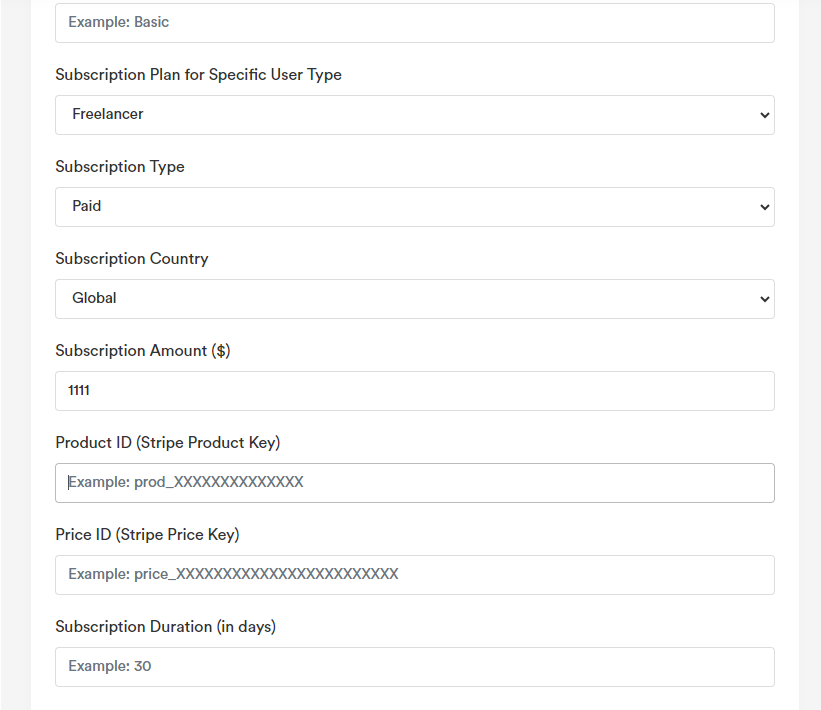 Example: Basic
Subscription Plan for Specific User Type
Freelancer
Subscription Type
Paid
Subscription Country
Global
Subscription Amount ($)
1111
Product ID (Stripe Product Key)
Example: prod_XXXXXXXXXXXXXX
Price ID (Stripe Price Key)
Example: price_XXXXXXXXXXXXXXXXXXXXXXXX
Subscription Duration (in days)
Example: 30